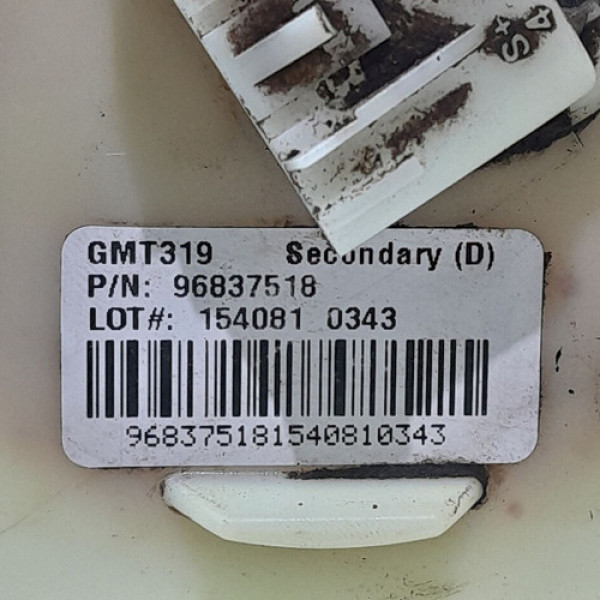 S+
GMT319 Secondary (D)
P/N: 96837518
LOT#: 154081 0343
968375181540810343